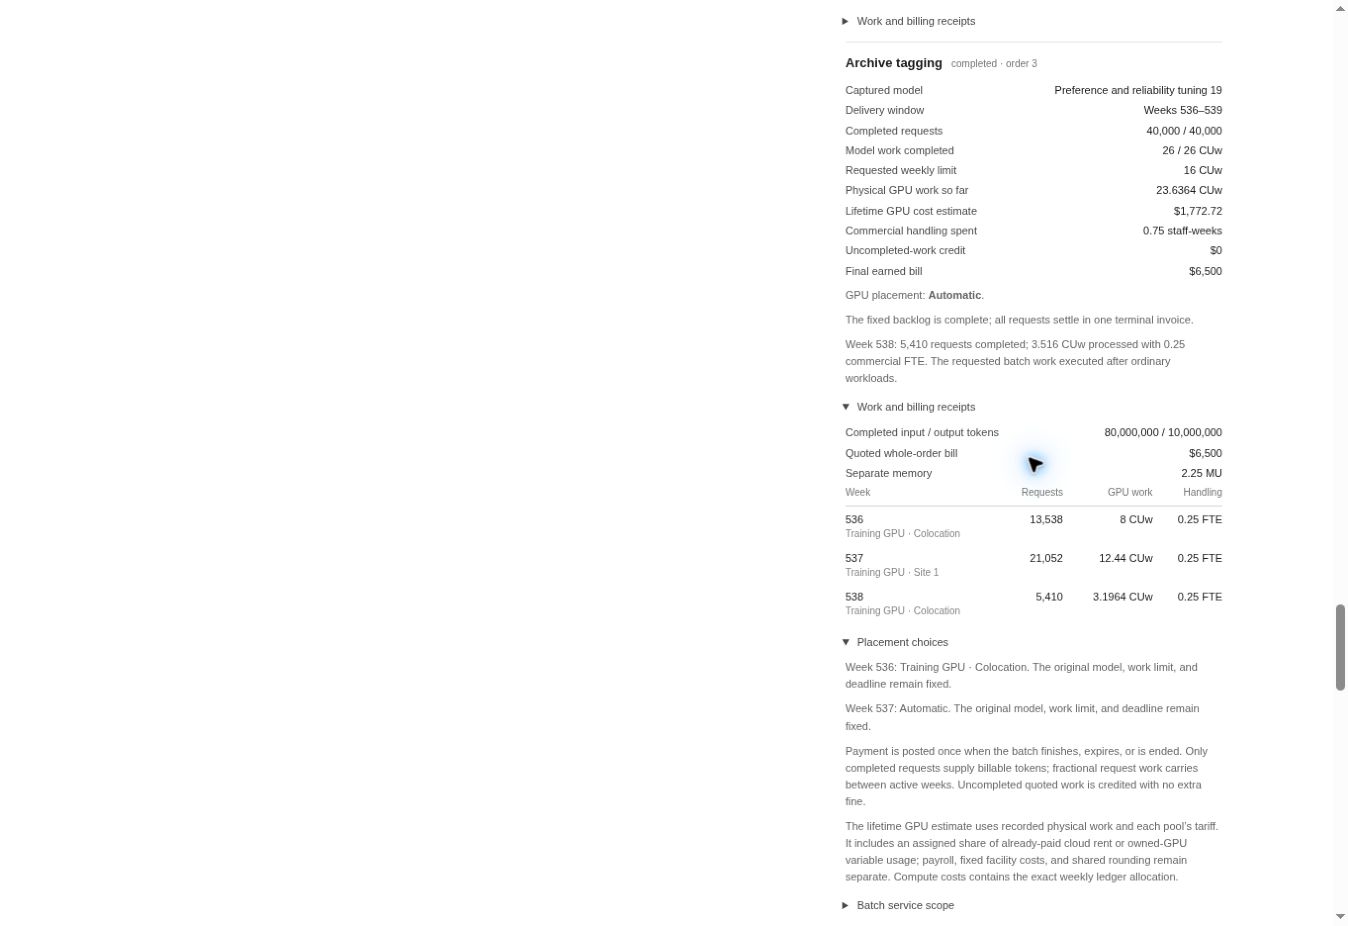 Work and billing receipts
Archive tagging completed · order 3
Captured model Preference and reliability tuning 19
Delivery window Weeks 536–539
Completed requests 40,000 / 40,000
Model work completed 26 / 26 CUw
Requested weekly limit 16 CUw
Physical GPU work so far 23.6364 CUw
Lifetime GPU cost estimate $1,772.72
Commercial handling spent 0.75 staff-weeks
Uncompleted-work credit $0
Final earned bill $6,500
GPU placement: Automatic.
The fixed backlog is complete; all requests settle in one terminal invoice.
Week 538: 5,410 requests completed; 3.516 CUw processed with 0.25
commercial FTE. The requested batch work executed after ordinary
workloads.
Work and billing receipts
Completed input / output tokens 80,000,000 / 10,000,000
Quoted whole-order bill $6,500
Separate memory 2.25 MU
Week Requests GPU work Handling
536 13,538 8 CUw 0.25 FTE
Training GPU · Colocation
537 21,052 12.44 CUw 0.25 FTE
Training GPU · Site 1
538 5,410 3.1964 CUw 0.25 FTE
Training GPU · Colocation
Placement choices
Week 536: Training GPU · Colocation. The original model, work limit, and
deadline remain fixed.
Week 537: Automatic. The original model, work limit, and deadline remain
fixed.
Payment is posted once when the batch finishes, expires, or is ended. Only
completed requests supply billable tokens; fractional request work carries
between active weeks. Uncompleted quoted work is credited with no extra
fine.
The lifetime GPU estimate uses recorded physical work and each pool's tariff.
It includes an assigned share of already-paid cloud rent or owned-GPU
variable usage; payroll, fixed facility costs, and shared rounding remain
separate. Compute costs contains the exact weekly ledger allocation.
Batch service scope